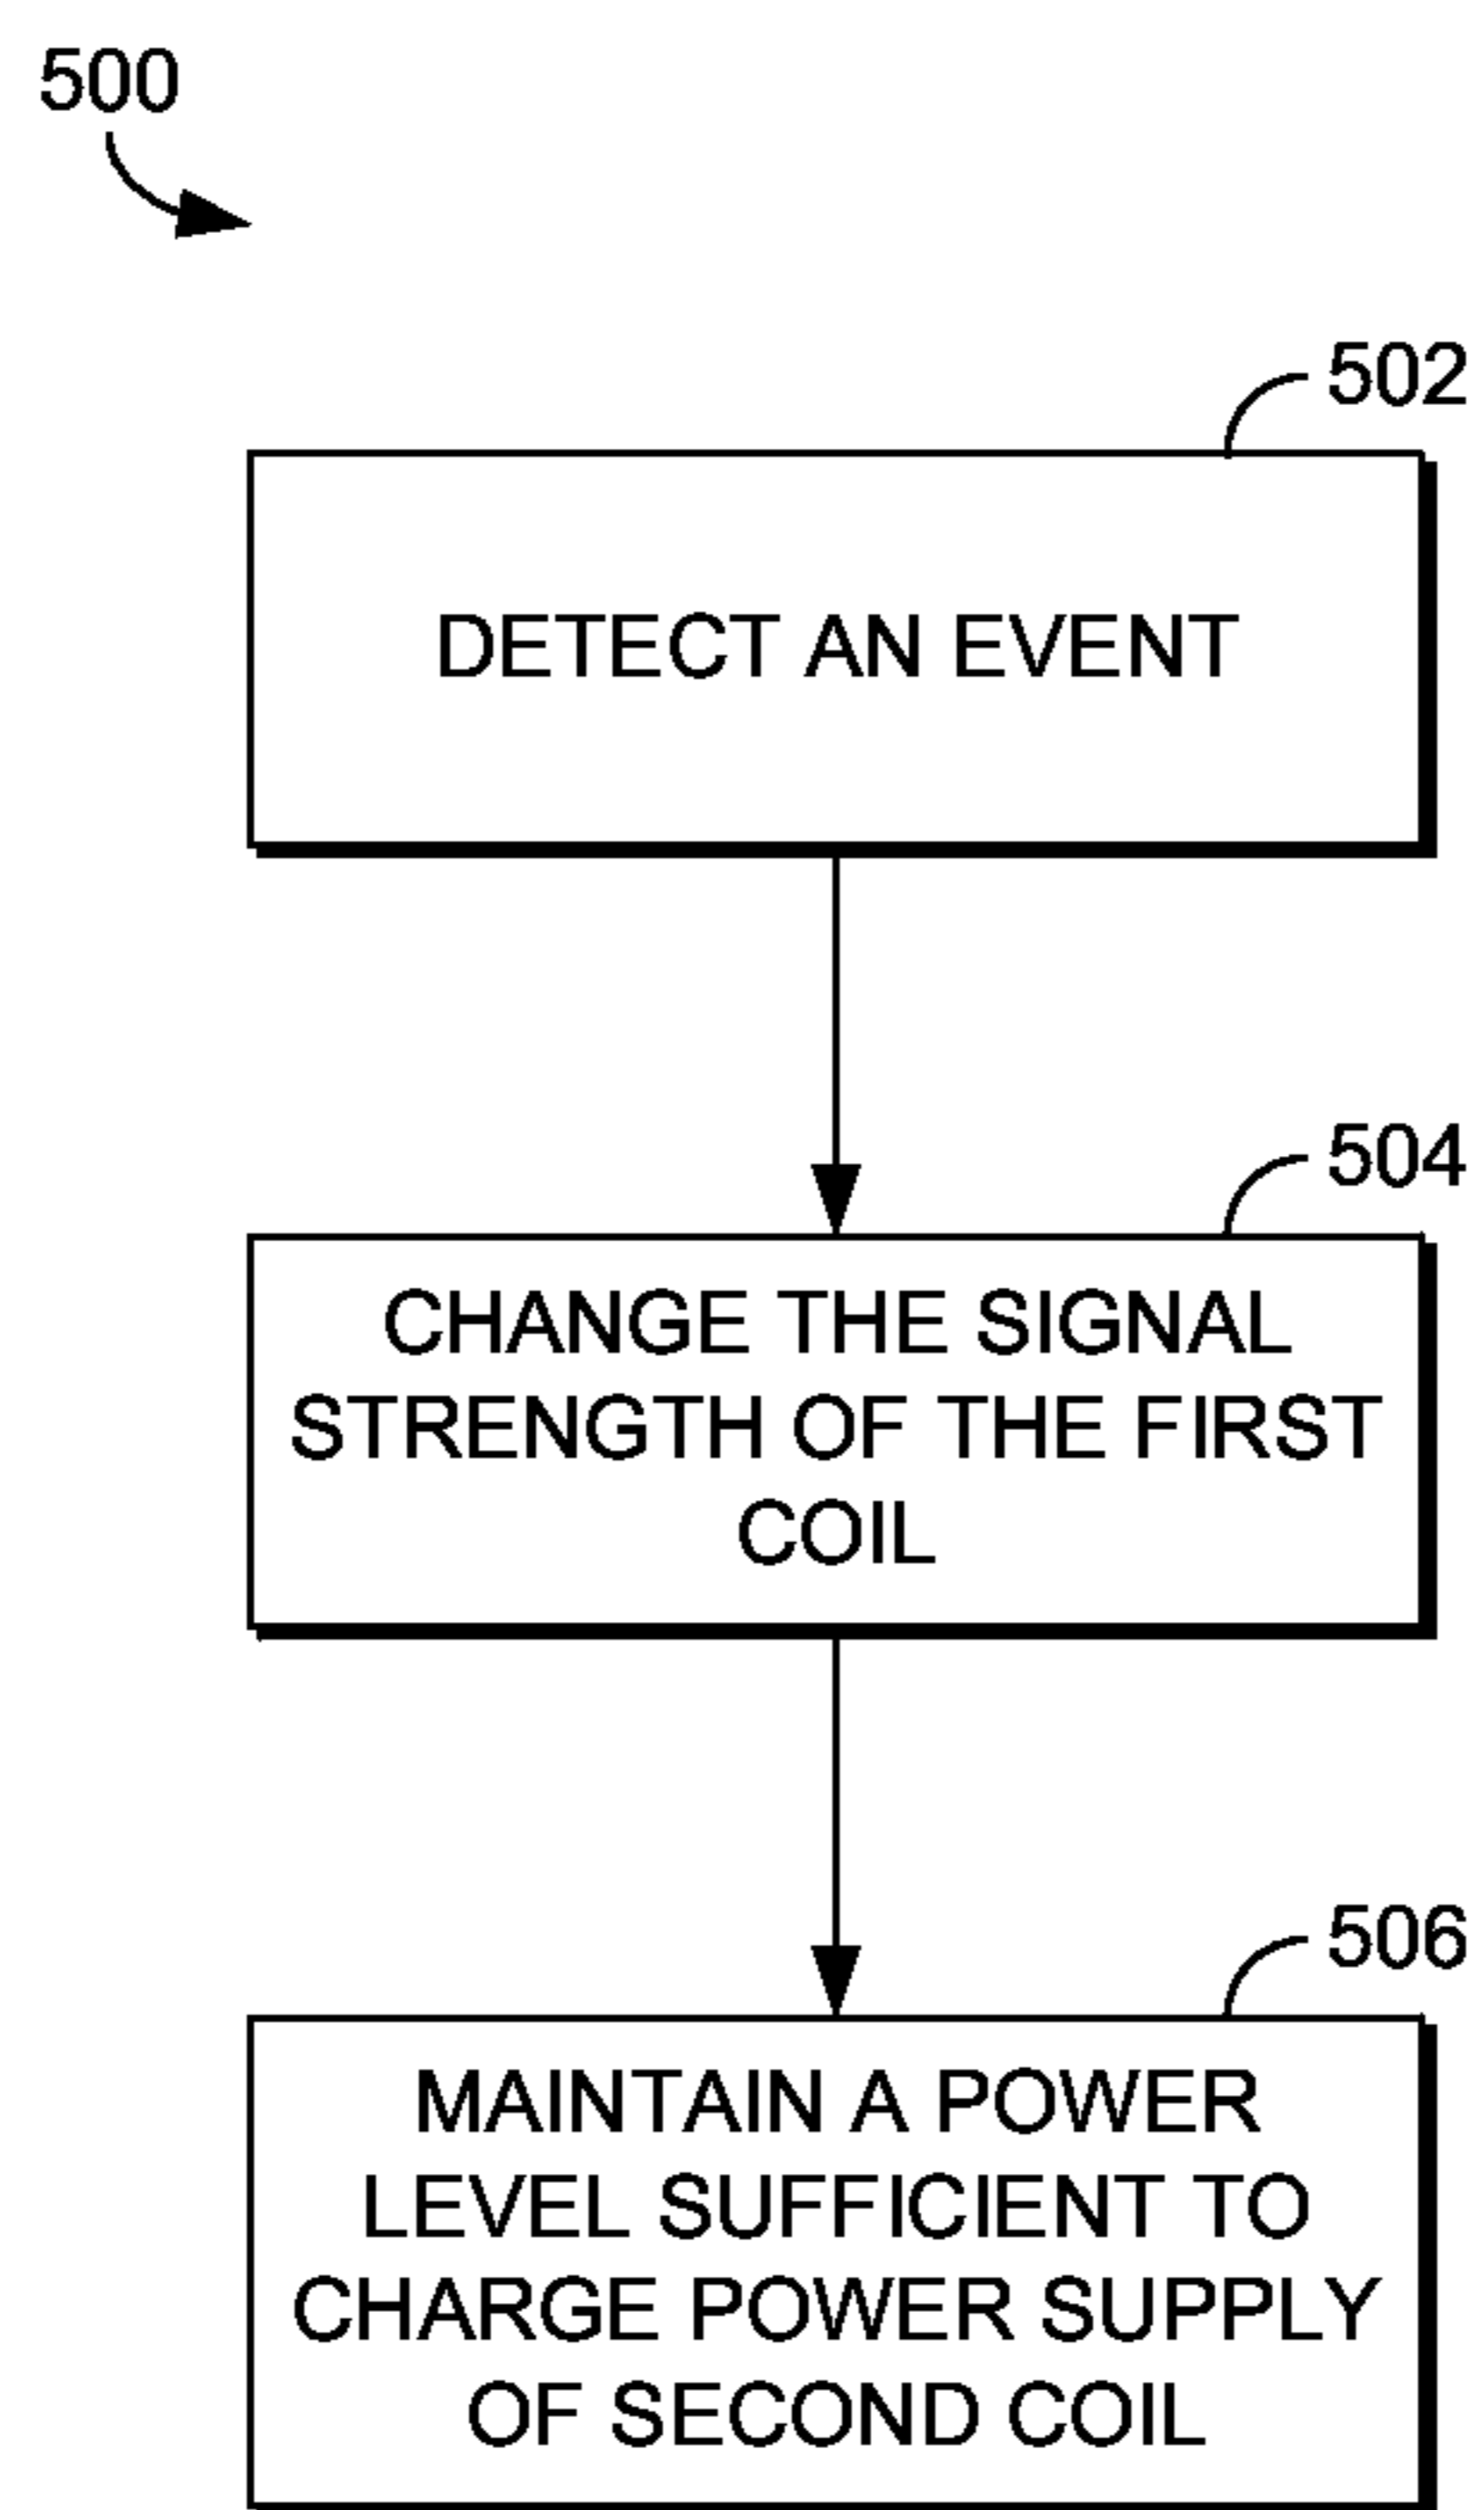 500
502
DETECT AN EVENT
504
CHANGE THE SIGNAL
STRENGTH OF THE FIRST
COIL
506
MAINTAIN A POWER
LEVEL SUFFICIENT TO
CHARGE POWER SUPPLY
OF SECOND COIL